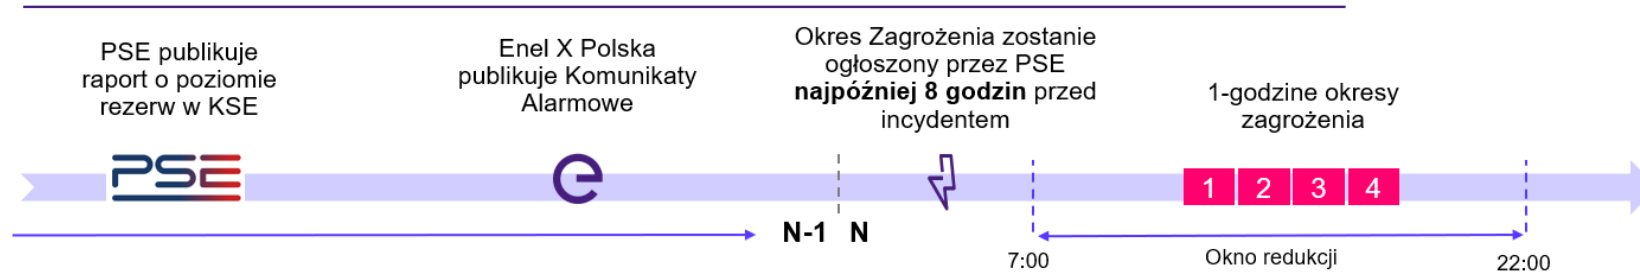 PSE publikuje
raport o poziomie
rezerw w KSE
Enel X Polska
publikuje Komunikaty
Alarmowe
Okres Zagrożenia zostanie
ogłoszony przez PSE
najpóźniej 8 godzin przed
incydentem
1-godzine okresy
zagrożenia
PSE
e
1 2 3 4
N-1 N
7:00
Okno redukcji
22:00